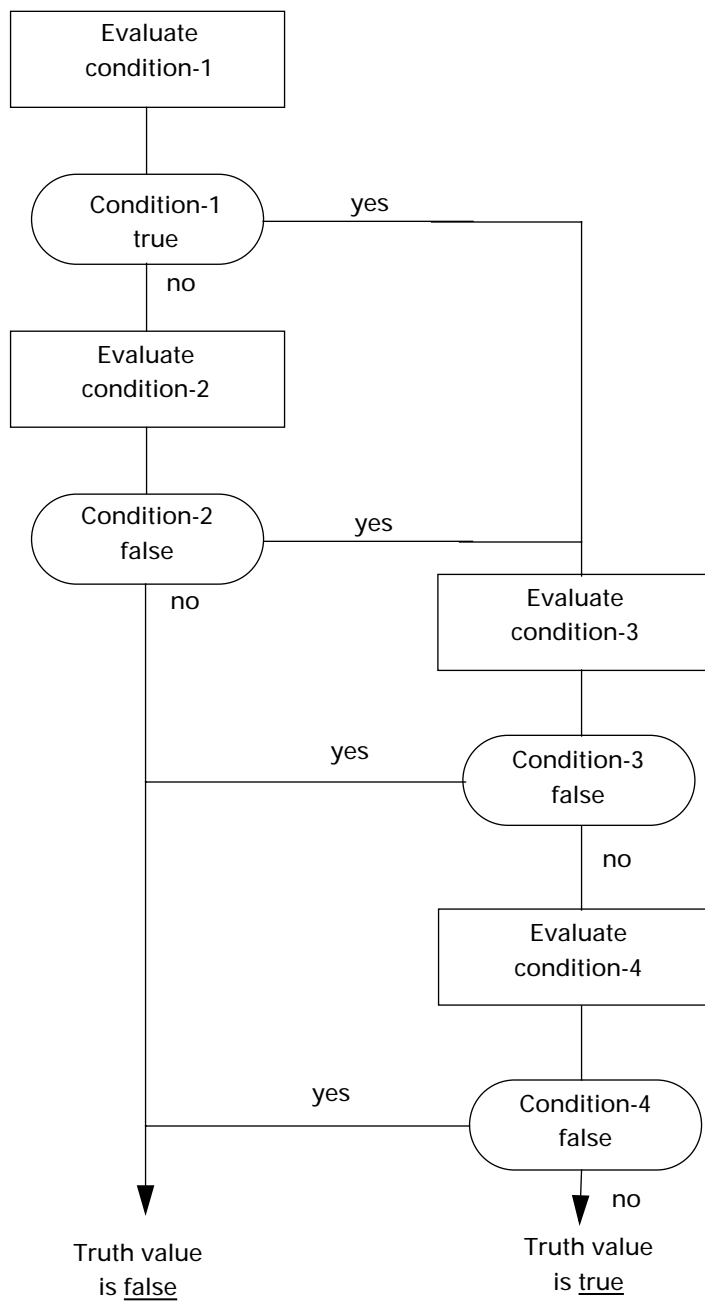 Evaluate
condition-1
Condition-1
true
yes
no
Evaluate
condition-2
Condition-2
false
yes
no
Evaluate
condition-3
Condition-3
false
yes
no
Evaluate
condition-4
Condition-4
false
yes
no
Truth value
is false
Truth value
is true